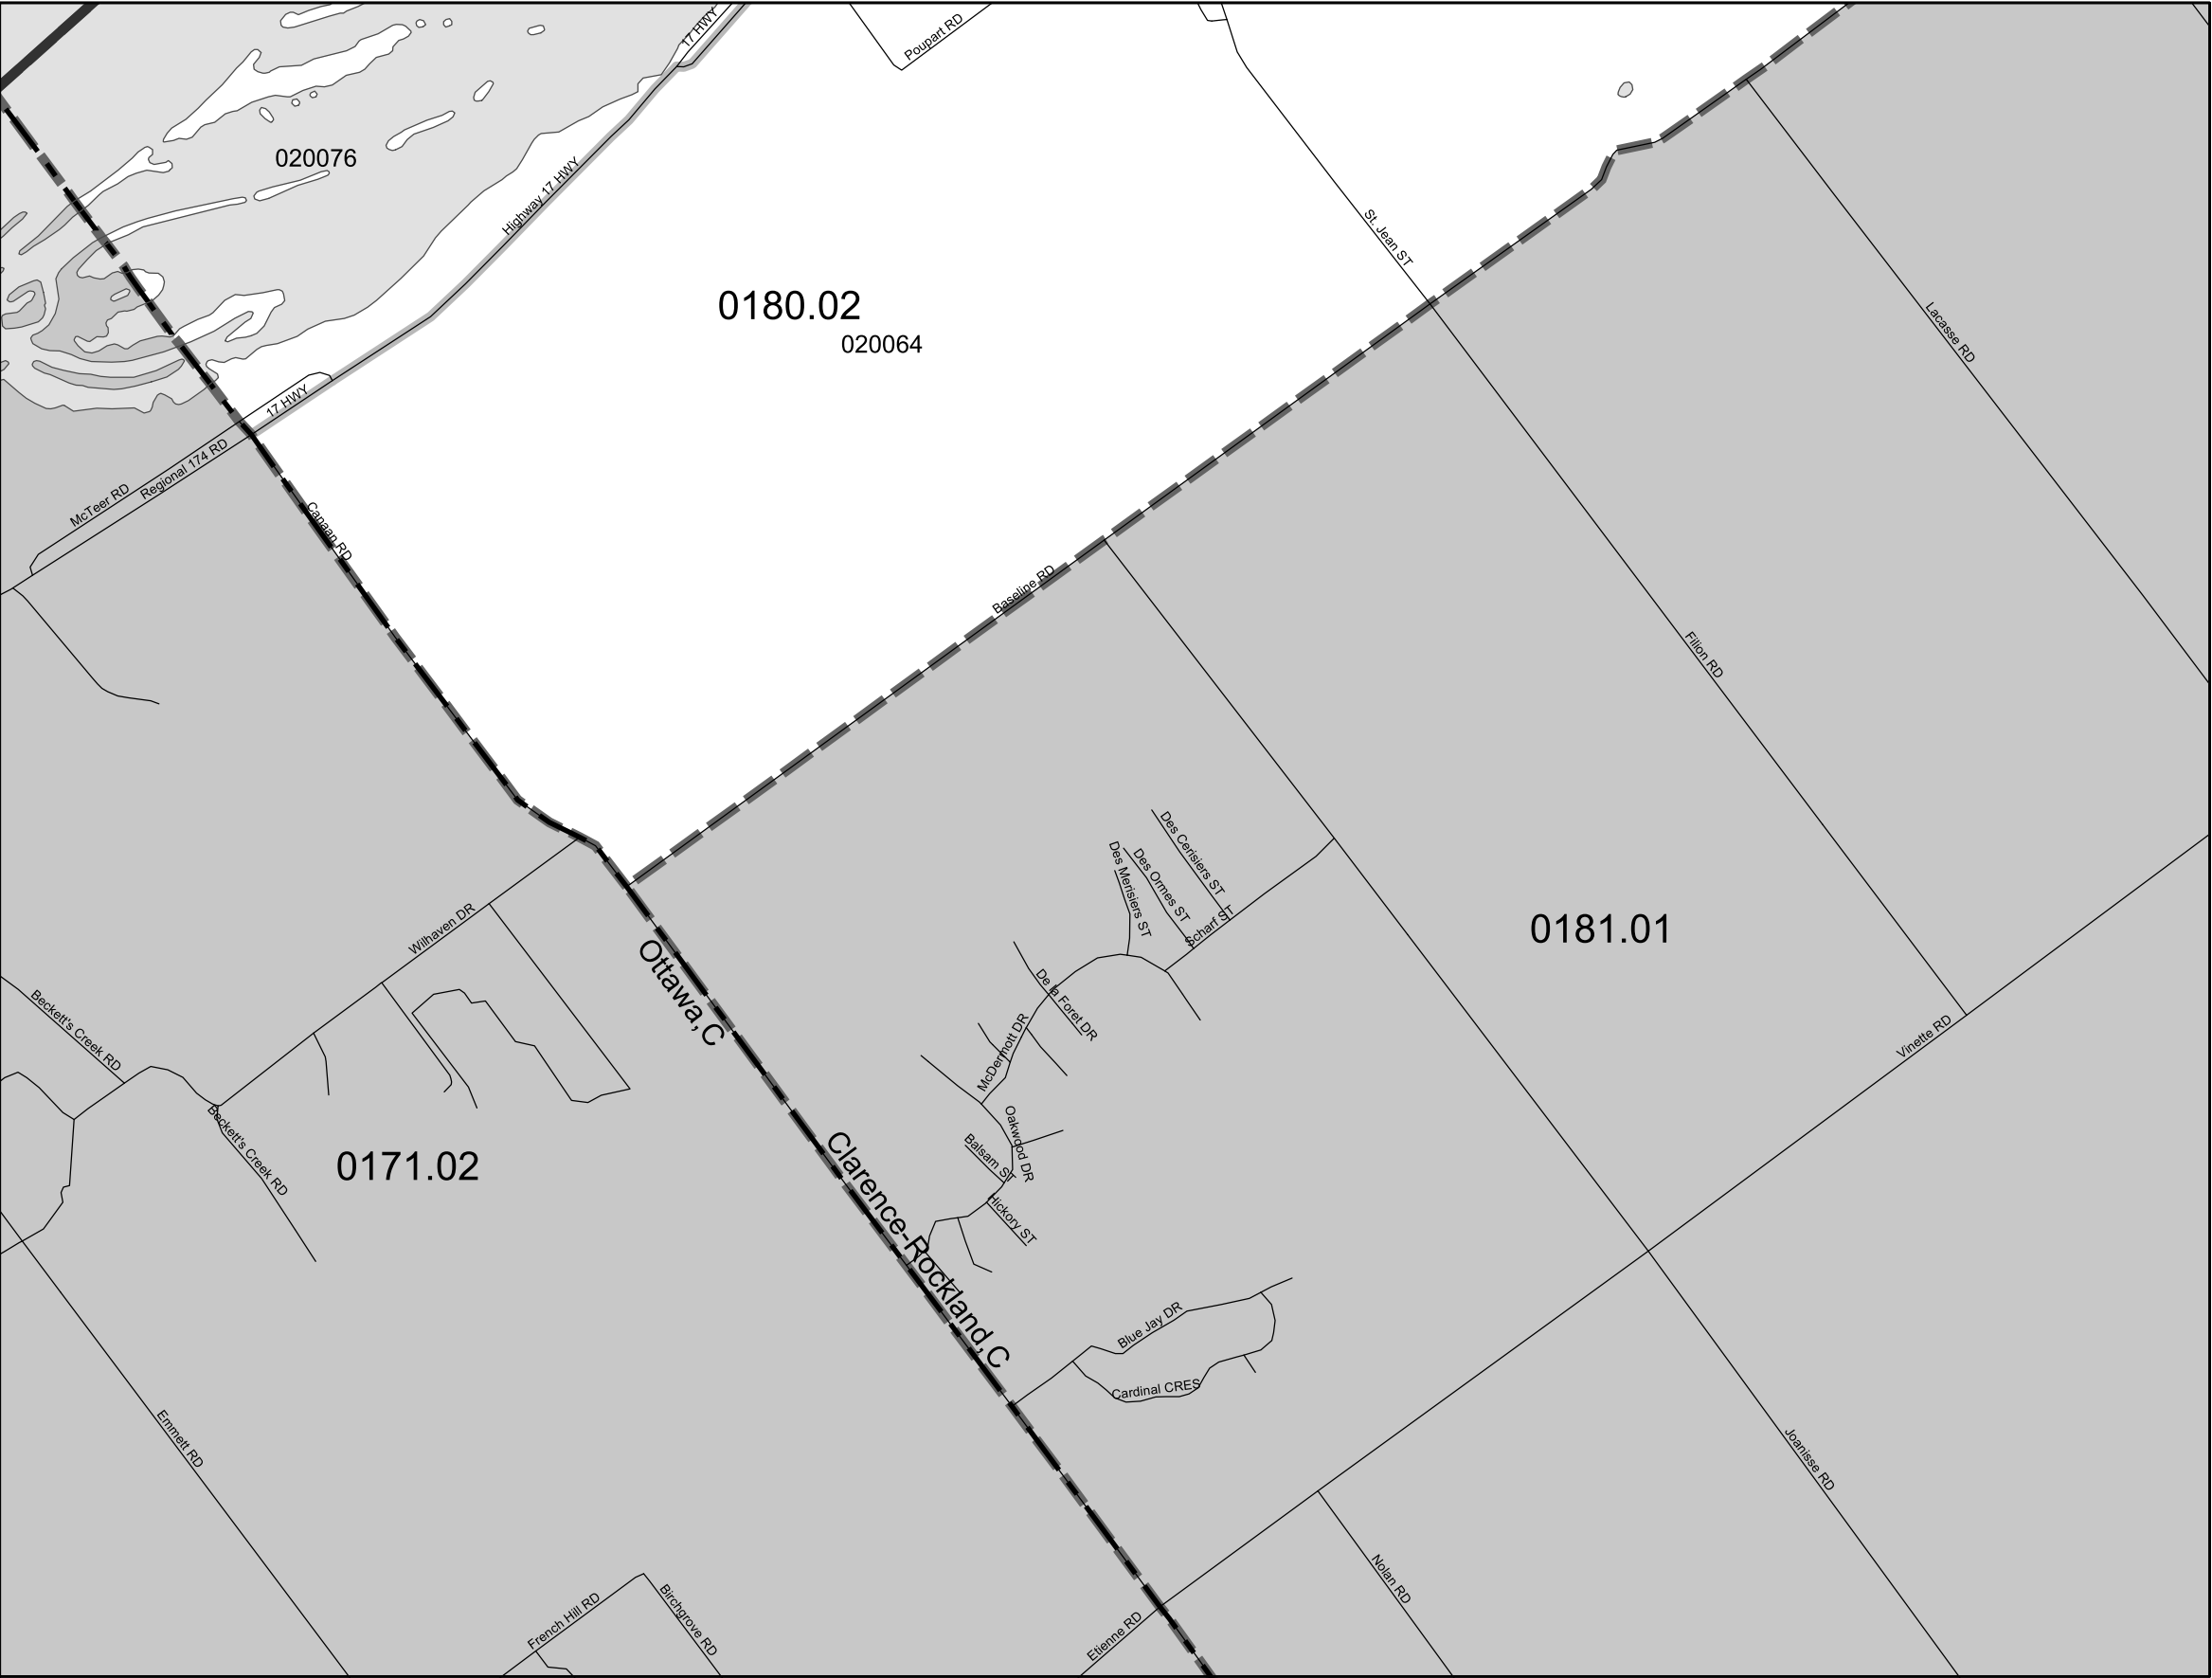 17 HWY
Poupart RD
020076
Highway 17 HWY
St. Jean ST
0180.02
020064
Lacasse RD
17 HWY
Regional 174 RD
McTeer RD
Canaan RD
Baseline RD
Filion RD
Des Cerisiers ST
Des Ormes ST
Des Merisiers ST
Scharf ST
0181.01
Wilhaven DR
Ottawa,C
De la Foret DR
Beckett's Creek RD
McDermott DR
Vinette RD
Beckett's Creek RD
Oakwood DR
Balsam ST
0171.02
Clarence-Rockland,C
Hickory ST
Blue Jay DR
Cardinal CRES
Emmett RD
Joanisse RD
Nolan RD
French Hill RD
Birchgrove RD
Etienne RD